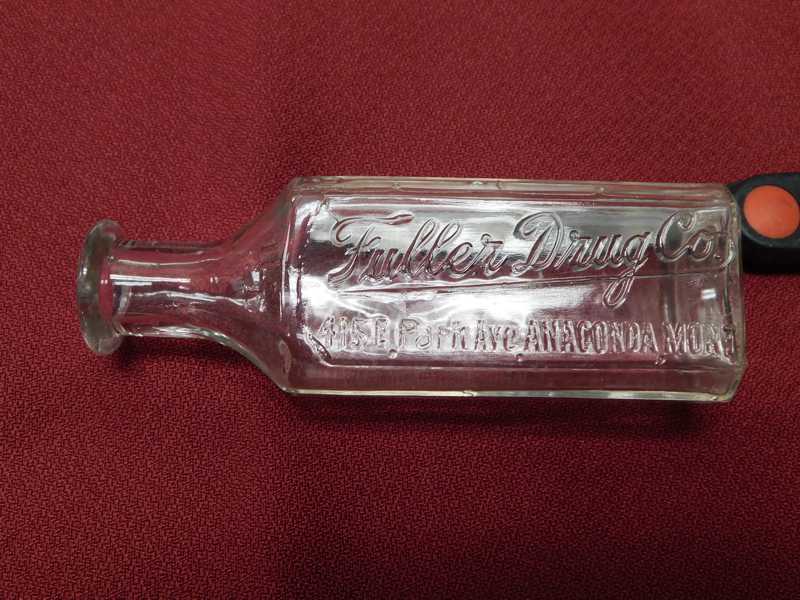 Fuller Drug Co.
415 E. Park Ave. ANACONDA, MONT.